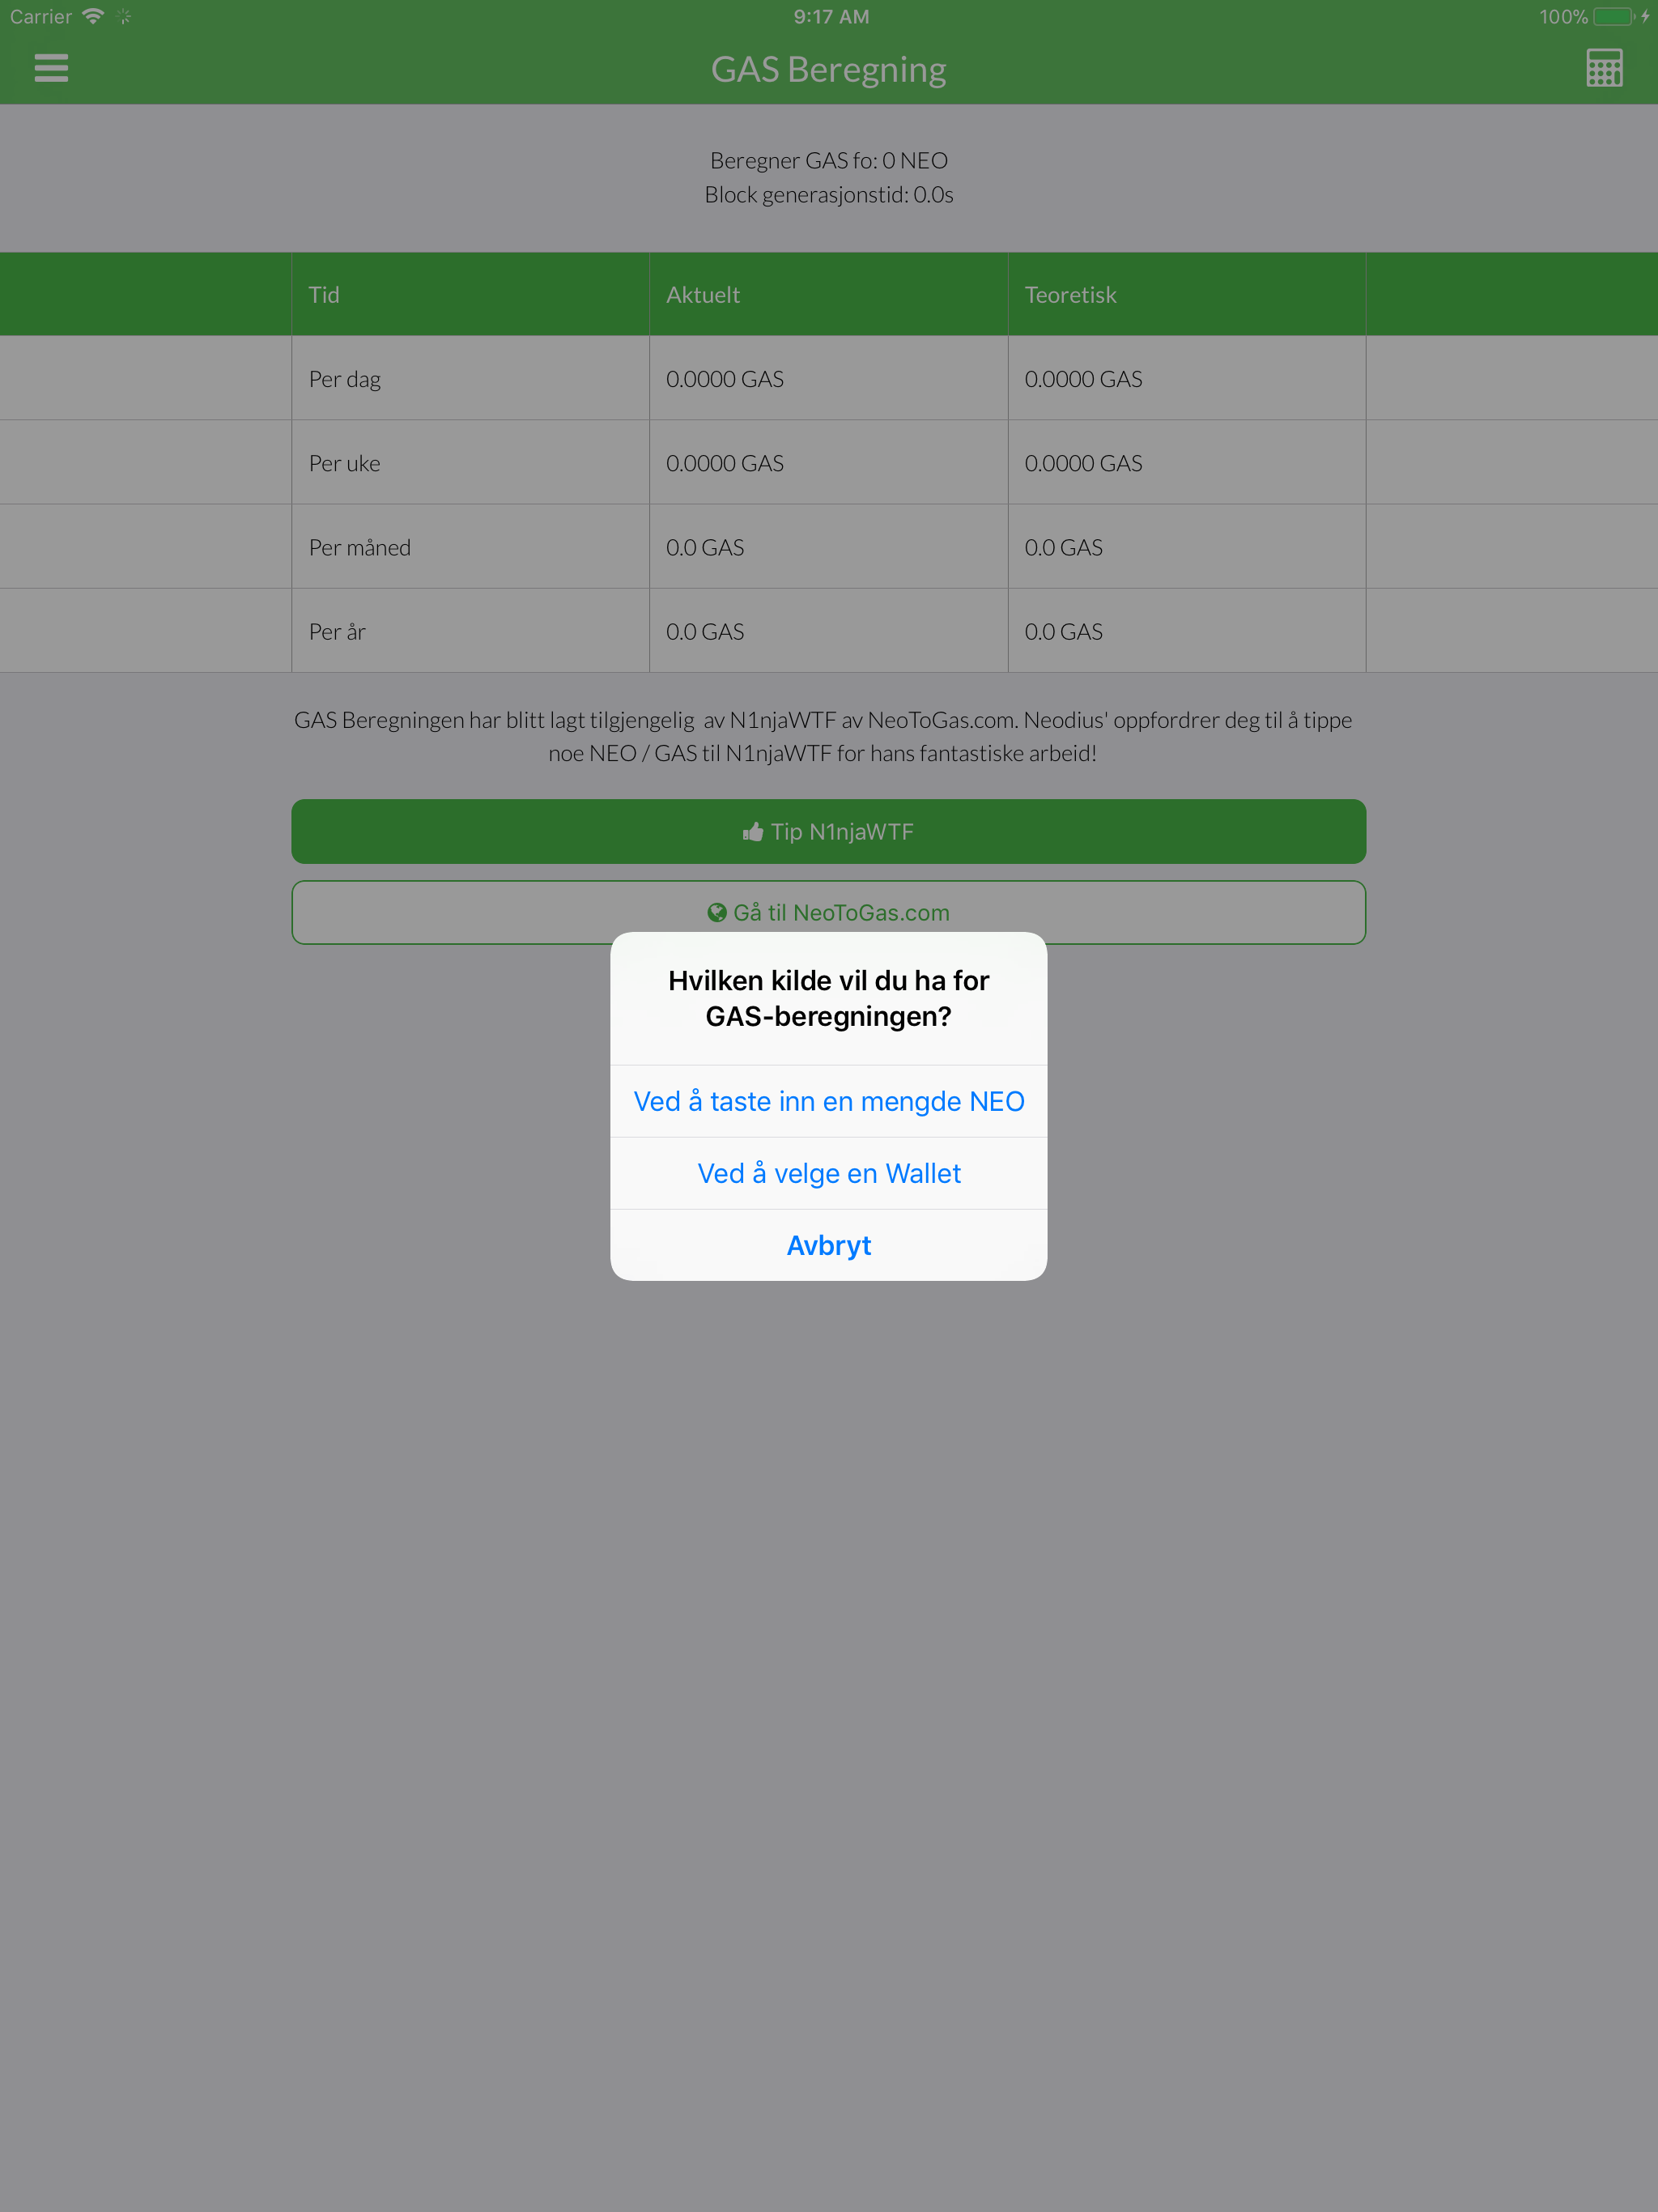 Carrier
9:17 AM
100%
GAS Beregning
Beregner GAS fo: 0 NEO
Block generasjonstid: 0.0s
Tid Aktuelt Teoretisk
Per dag 0.0000 GAS 0.0000 GAS
Per uke 0.0000 GAS 0.0000 GAS
Per måned 0.0 GAS 0.0 GAS
Per år 0.0 GAS 0.0 GAS
GAS Beregningen har blitt lagt tilgjengelig av N1njaWTF av NeoToGas.com. Neodius' oppfordrer deg til å tippe
noe NEO / GAS til N1njaWTF for hans fantastiske arbeid!
Tip N1njaWTF
Gå til NeoToGas.com
Hvilken kilde vil du ha for
GAS-beregningen?
Ved å taste inn en mengde NEO
Ved å velge en Wallet
Avbryt